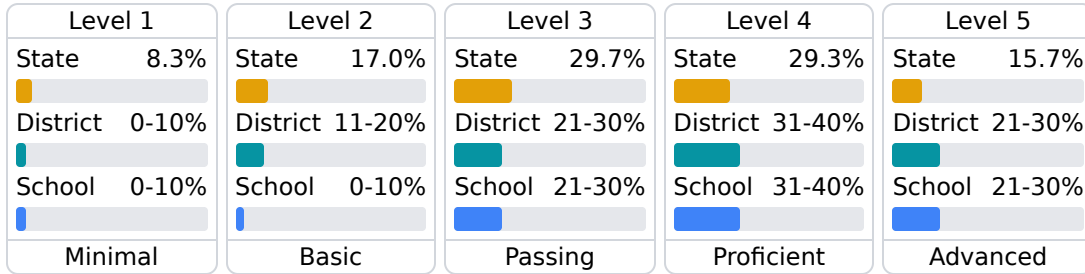 Level 1
State 8.3%
District 0-10%
School 0-10%
Minimal
Level 2
State 17.0%
District 11-20%
School 0-10%
Basic
Level 3
State 29.7%
District 21-30%
School 21-30%
Passing
Level 4
State 29.3%
District 31-40%
School 31-40%
Proficient
Level 5
State 15.7%
District 21-30%
School 21-30%
Advanced